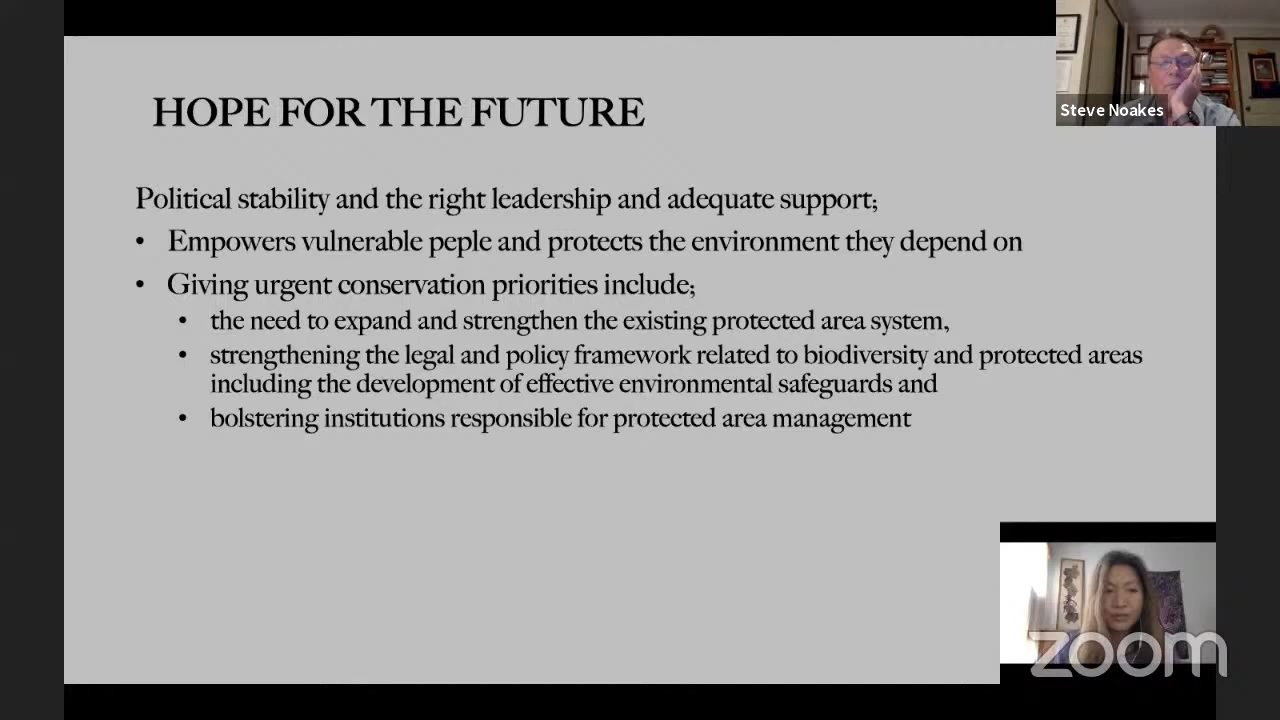 HOPE FOR THE FUTURE
Steve Noakes
Political stability and the right leadership and adequate support;
• Empowers vulnerable peple and protects the environment they depend on
• Giving urgent conservation priorities include;
• the need to expand and strengthen the existing protected area system,
• strengthening the legal and policy framework related to biodiversity and protected areas
including the development of effective environmental safeguards and
• bolstering institutions responsible for protected area management
zoom